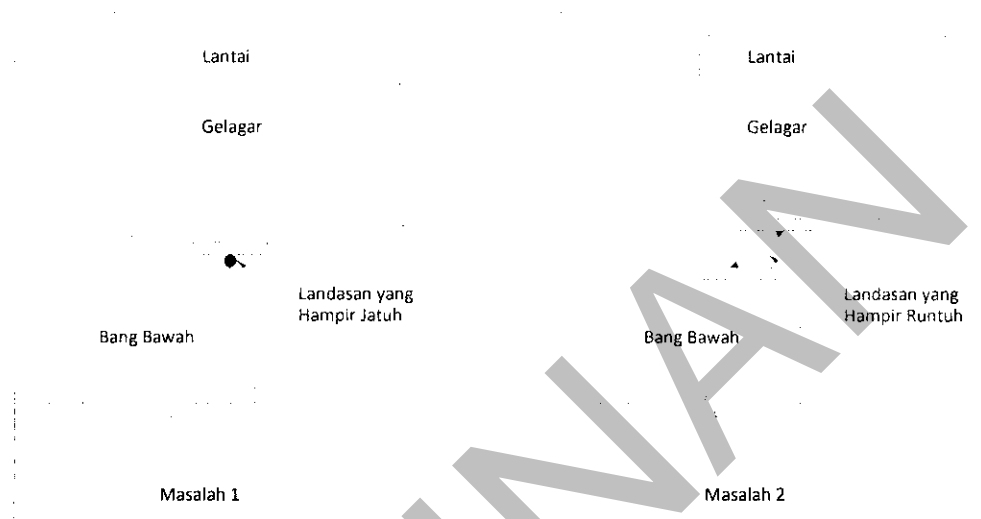 Lantai
Gelagar
Landasan yang
Hampir Jatuh
Bang Bawah
Masalah 1
Lantai
Gelagar
Landasan yang
Hampir Runtuh
Bang Bawah
Masalah 2